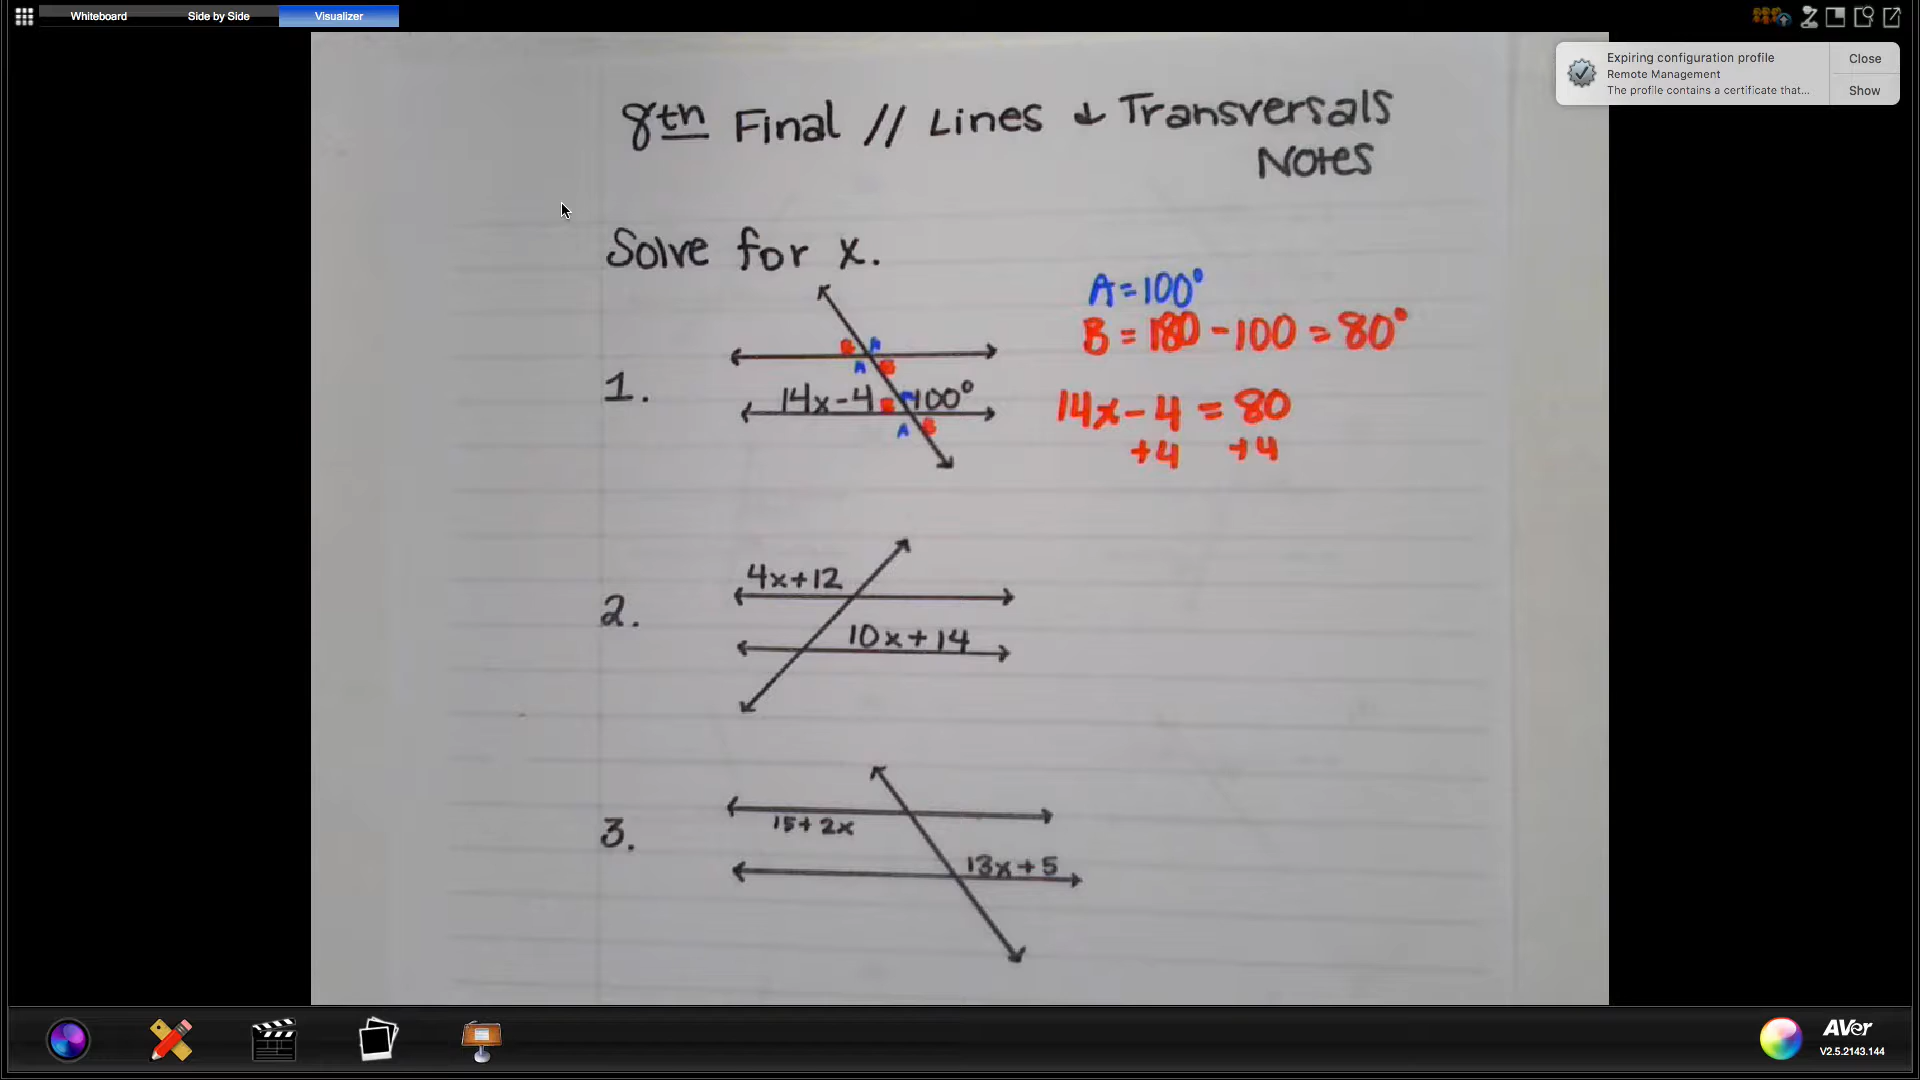 Whiteboard Side by Side Visualizer
Expiring configuration profile Close
Remote Management
The profile contains a certificate that... Show
8th Final // Lines & Transversals
Notes
Solve for x.
A=100°
B = 180 - 100 = 80°
B A
A B
1.
14x-4 B A 100°
A B
14x - 4 = 80
+4 +4
2.
4x+12
10x+14
3.
15+2x
13x+5
AVer
V2.5.2143.144